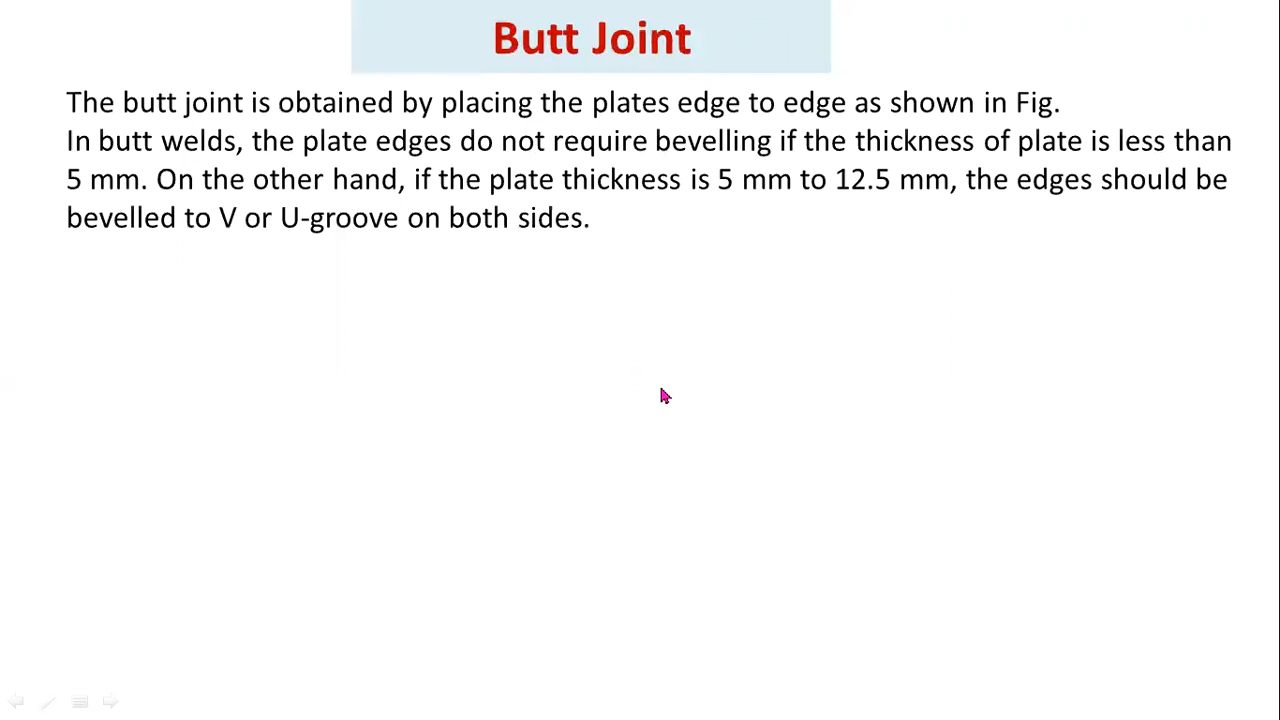 Butt Joint
The butt joint is obtained by placing the plates edge to edge as shown in Fig.
In butt welds, the plate edges do not require bevelling if the thickness of plate is less than
5 mm. On the other hand, if the plate thickness is 5 mm to 12.5 mm, the edges should be
bevelled to V or U-groove on both sides.